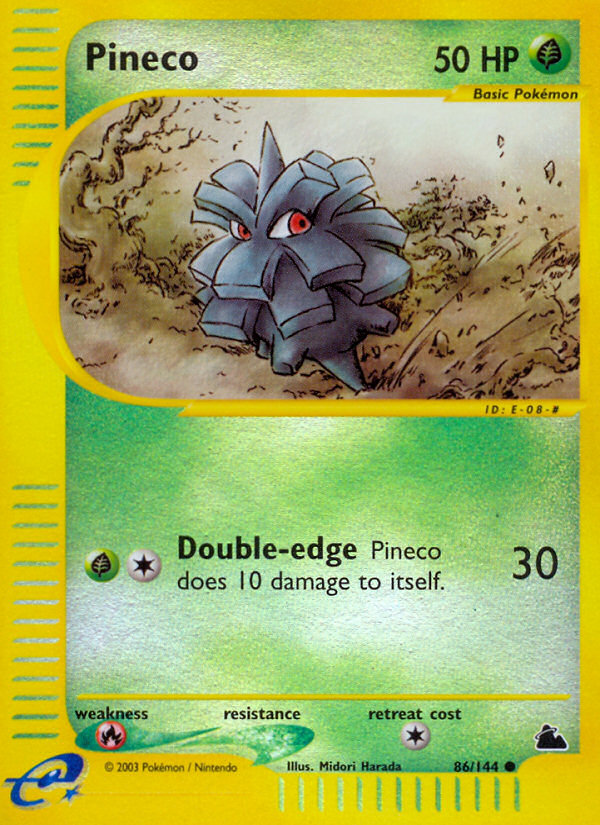 Pineco
50 HP
Basic Pokémon
ID: E-08-#
Double-edge Pineco
does 10 damage to itself.
30
weakness
resistance
retreat cost
© 2003 Pokémon / Nintendo
Illus. Midori Harada
86/144 ●
e